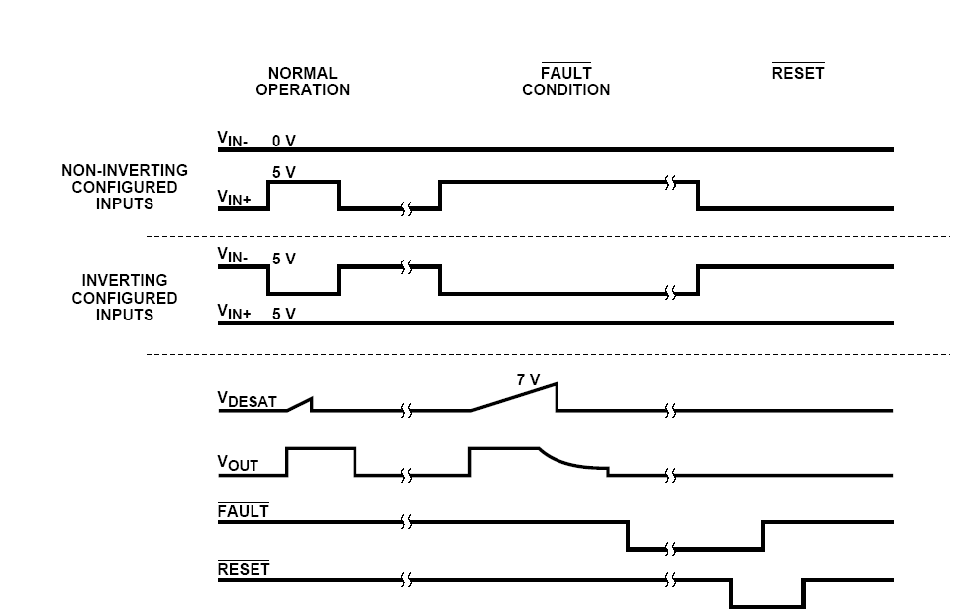 NORMAL
OPERATION
FAULT
CONDITION
RESET
NON-INVERTING
CONFIGURED
INPUTS
VIN- 0 V
5 V
VIN+
INVERTING
CONFIGURED
INPUTS
VIN- 5 V
VIN+ 5 V
7 V
VDESAT
VOUT
FAULT
RESET